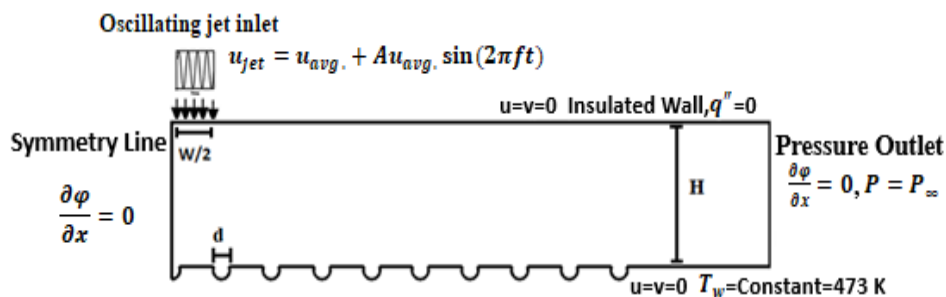 Oscillating jet inlet
u_jet = u_avg. + Au_avg. sin(2πft)
u=v=0 Insulated Wall,q″=0
Symmetry Line
W/2
Pressure Outlet
∂φ/∂x = 0
H
∂φ/∂x = 0, P = P∞
d
u=v=0 T_w=Constant=473 K